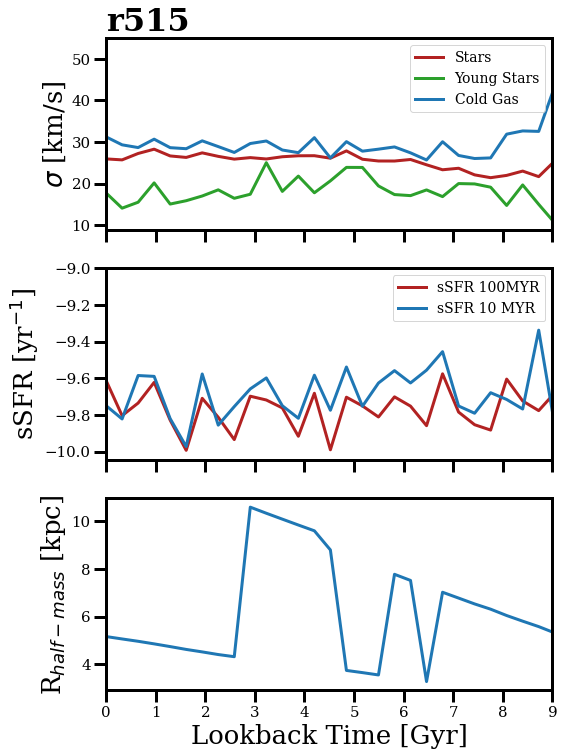 r515
σ [km/s]
50
40
30
20
10
Stars
Young Stars
Cold Gas
sSFR [yr⁻¹]
−9.0
−9.2
−9.4
−9.6
−9.8
−10.0
sSFR 100MYR
sSFR 10 MYR
R_half−mass [kpc]
10
8
6
4
0 1 2 3 4 5 6 7 8 9
Lookback Time [Gyr]